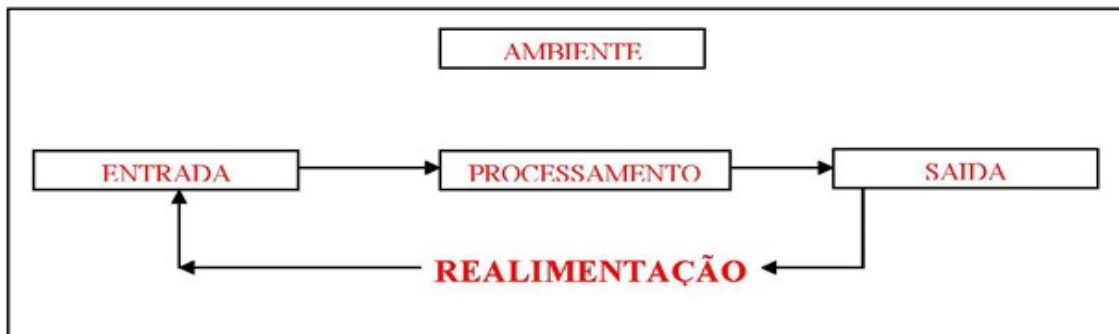 AMBIENTE
ENTRADA
PROCESSAMENTO
SAIDA
REALIMENTAÇÃO